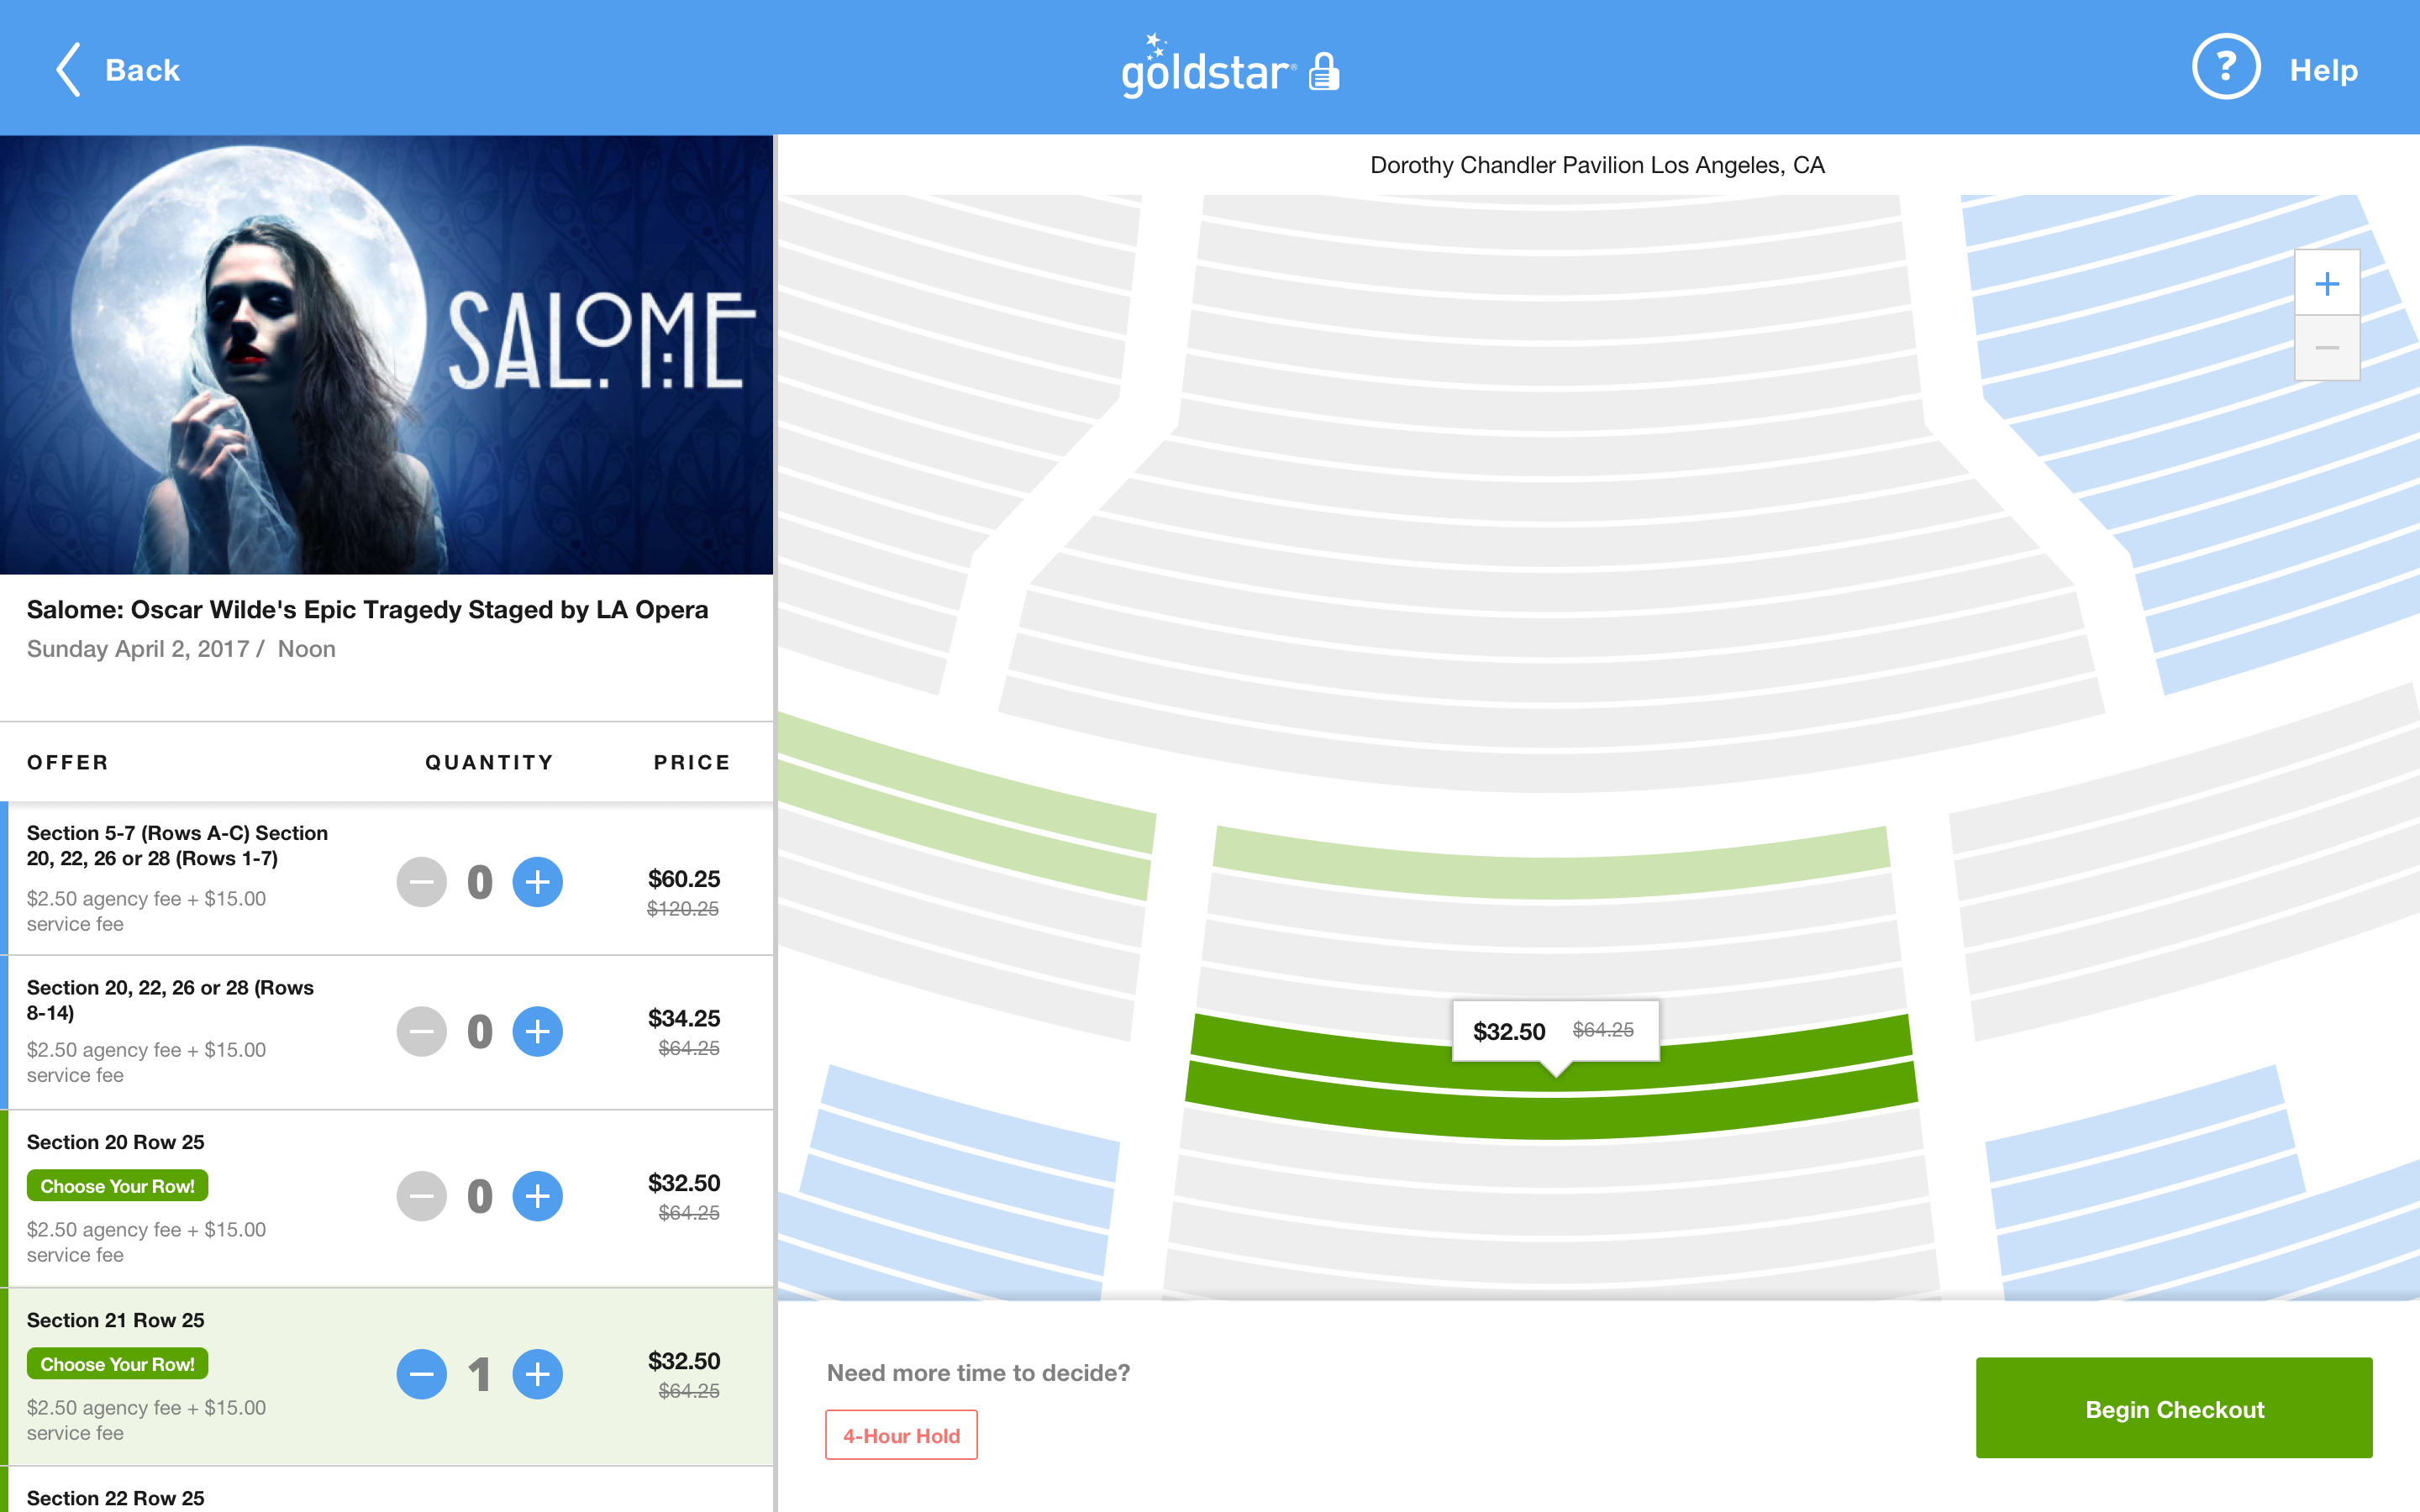 Back
goldstar®
?
Help
SALOME
Dorothy Chandler Pavilion Los Angeles, CA
Salome: Oscar Wilde's Epic Tragedy Staged by LA Opera
Sunday April 2, 2017 / Noon
OFFER QUANTITY PRICE
Section 5-7 (Rows A-C) Section
20, 22, 26 or 28 (Rows 1-7)
$2.50 agency fee + $15.00
service fee
0
$60.25
$120.25
Section 20, 22, 26 or 28 (Rows
8-14)
$2.50 agency fee + $15.00
service fee
0
$34.25
$64.25
Section 20 Row 25
Choose Your Row!
$2.50 agency fee + $15.00
service fee
0
$32.50
$64.25
Section 21 Row 25
Choose Your Row!
$2.50 agency fee + $15.00
service fee
1
$32.50
$64.25
Section 22 Row 25
$32.50 $64.25
Need more time to decide?
4-Hour Hold
Begin Checkout